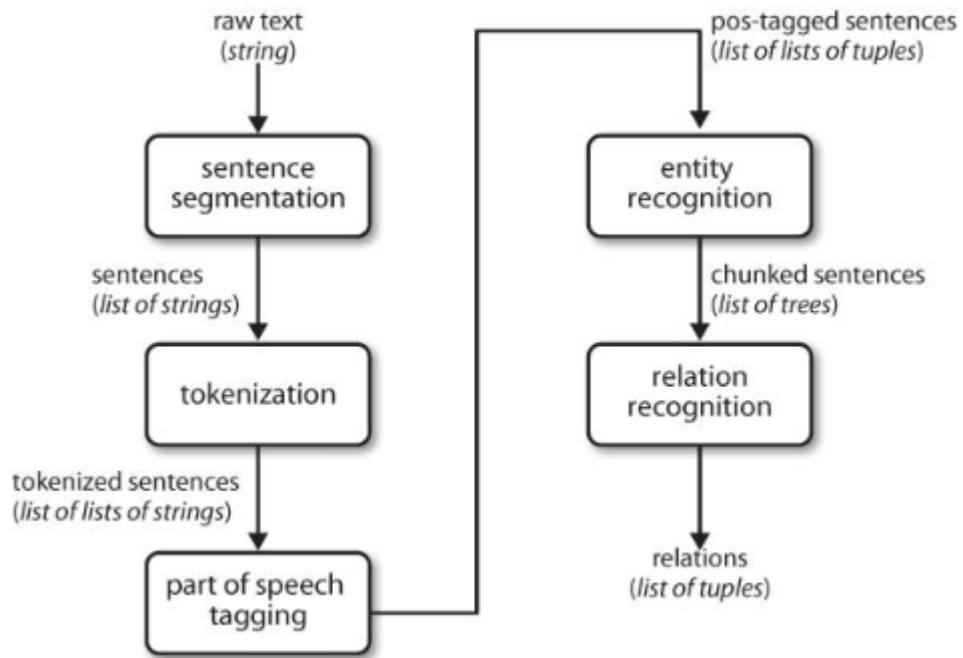 raw text
(string)
sentence
segmentation
sentences
(list of strings)
tokenization
tokenized sentences
(list of lists of strings)
part of speech
tagging
pos-tagged sentences
(list of lists of tuples)
entity
recognition
chunked sentences
(list of trees)
relation
recognition
relations
(list of tuples)